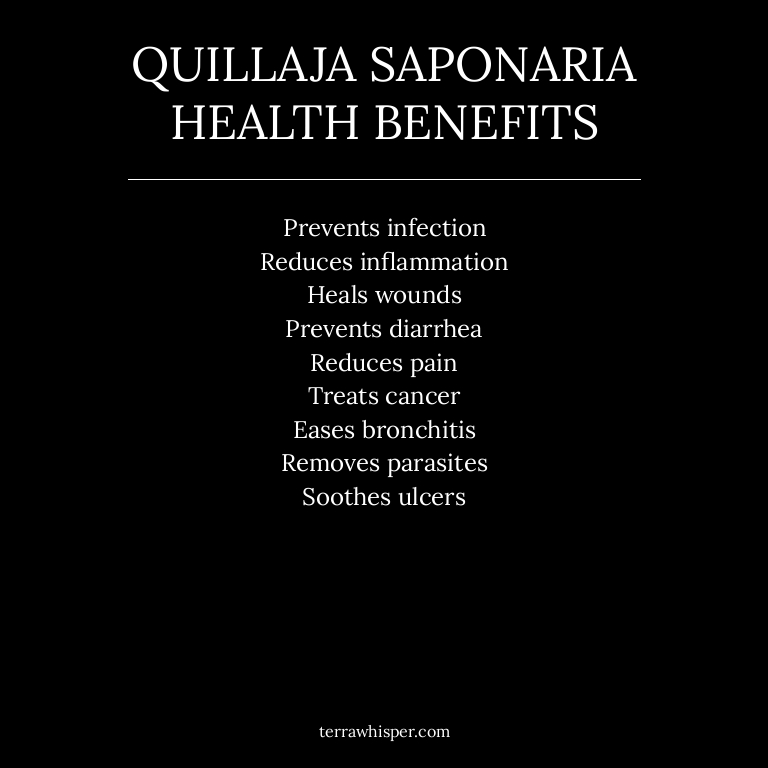 QUILLAJA SAPONARIA
HEALTH BENEFITS
Prevents infection
Reduces inflammation
Heals wounds
Prevents diarrhea
Reduces pain
Treats cancer
Eases bronchitis
Removes parasites
Soothes ulcers
terrawhisper.com